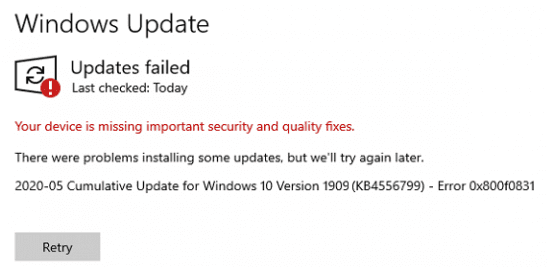 Windows Update
Updates failed
Last checked: Today
Your device is missing important security and quality fixes.
There were problems installing some updates, but we'll try again later.
2020-05 Cumulative Update for Windows 10 Version 1909 (KB4556799) - Error 0x800f0831
Retry